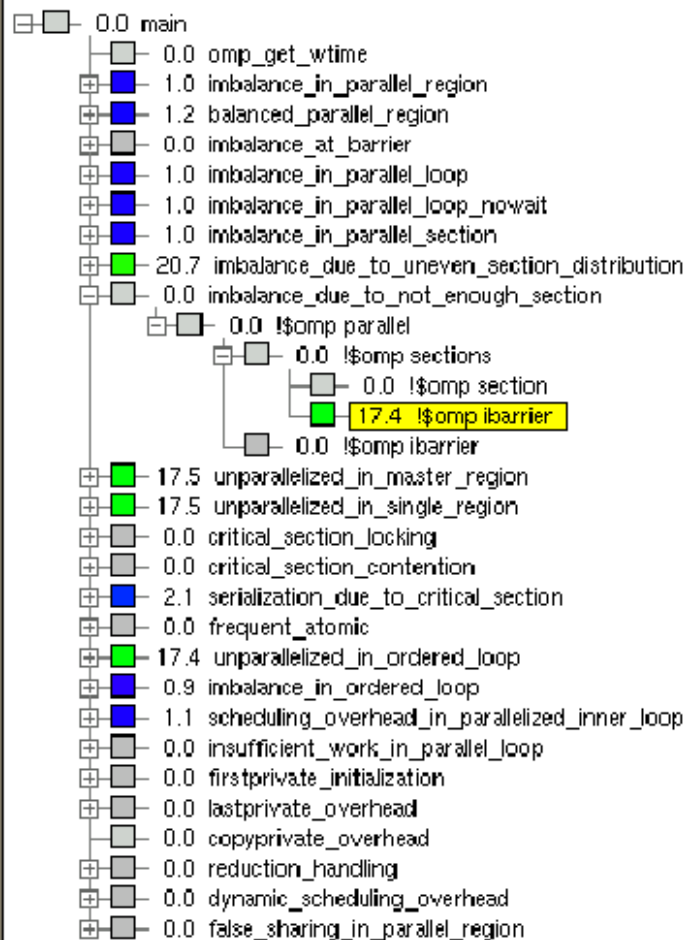 0.0 main
0.0 omp_get_wtime
1.0 imbalance_in_parallel_region
1.2 balanced_parallel_region
0.0 imbalance_at_barrier
1.0 imbalance_in_parallel_loop
1.0 imbalance_in_parallel_loop_nowait
1.0 imbalance_in_parallel_section
20.7 imbalance_due_to_uneven_section_distribution
0.0 imbalance_due_to_not_enough_section
0.0 !$omp parallel
0.0 !$omp sections
0.0 !$omp section
17.4 !$omp ibarrier
0.0 !$omp ibarrier
17.5 unparallelized_in_master_region
17.5 unparallelized_in_single_region
0.0 critical_section_locking
0.0 critical_section_contention
2.1 serialization_due_to_critical_section
0.0 frequent_atomic
17.4 unparallelized_in_ordered_loop
0.9 imbalance_in_ordered_loop
1.1 scheduling_overhead_in_parallelized_inner_loop
0.0 insufficient_work_in_parallel_loop
0.0 firstprivate_initialization
0.0 lastprivate_overhead
0.0 copyprivate_overhead
0.0 reduction_handling
0.0 dynamic_scheduling_overhead
0.0 false_sharing_in_parallel_region